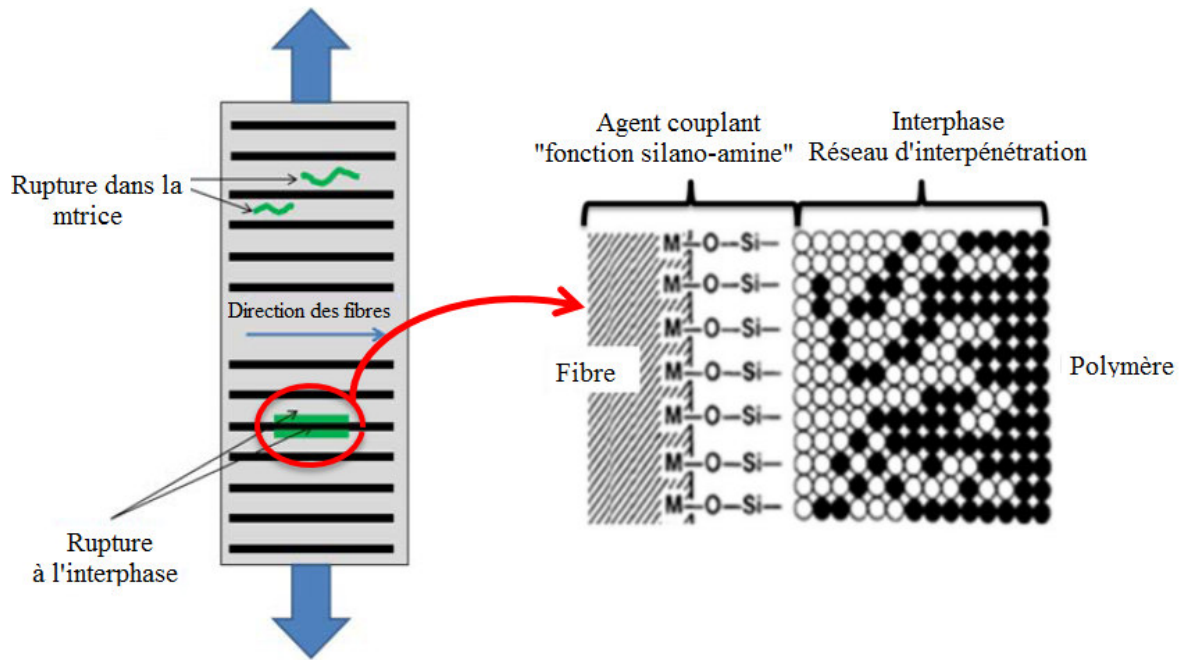 Rupture dans la
mtrice
Direction des fibres
Rupture
à l'interphase
Agent couplant
"fonction silano-amine"
Interphase
Réseau d'interpénétration
M–O–Si–
M–O–Si–
M–O–Si–
M–O–Si–
M–O–Si–
M–O–Si–
M–O–Si–
Fibre
Polymère